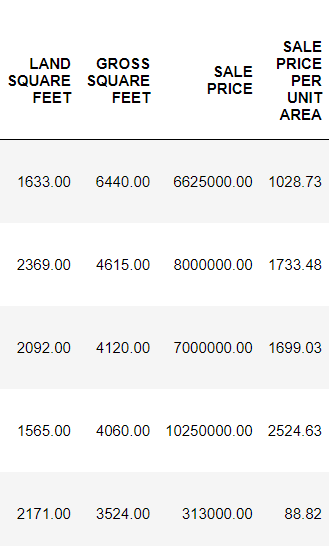 LAND SQUARE FEET GROSS SQUARE FEET SALE PRICE SALE PRICE PER UNIT AREA
1633.00 6440.00 6625000.00 1028.73
2369.00 4615.00 8000000.00 1733.48
2092.00 4120.00 7000000.00 1699.03
1565.00 4060.00 10250000.00 2524.63
2171.00 3524.00 313000.00 88.82